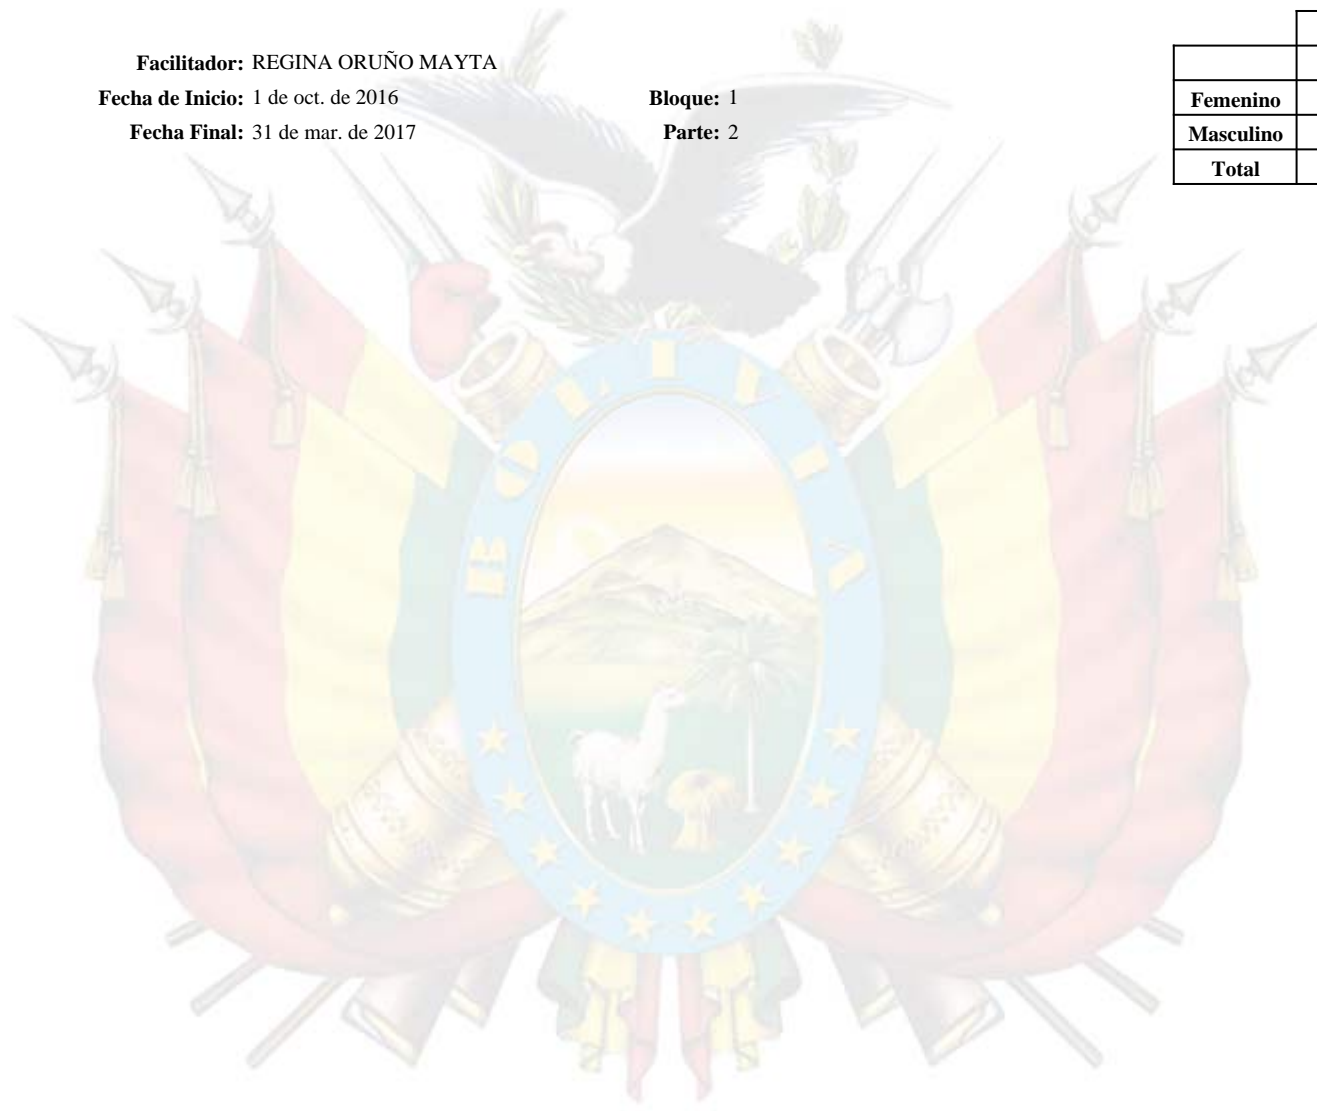 Facilitador: REGINA ORUÑO MAYTA
Fecha de Inicio: 1 de oct. de 2016 Bloque: 1
Fecha Final: 31 de mar. de 2017 Parte: 2
Femenino
Masculino
Total
BOLIVIA